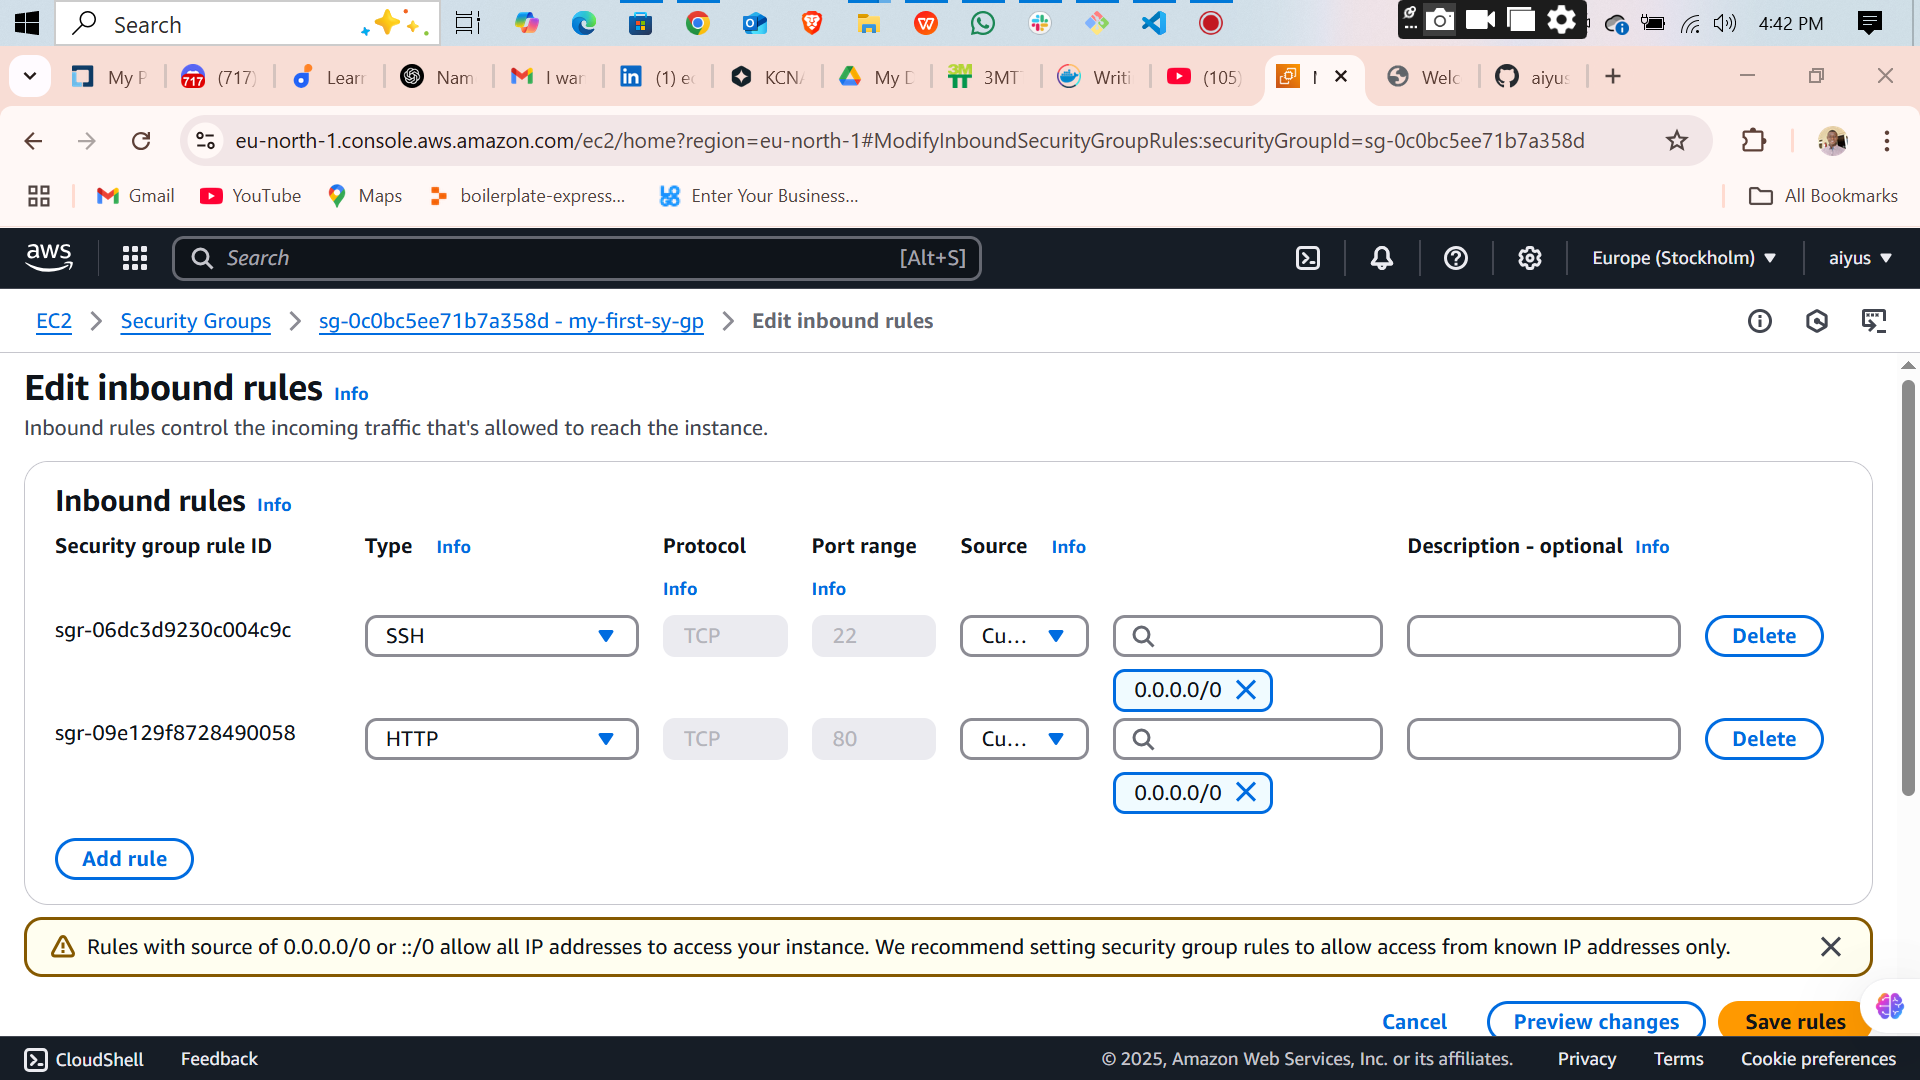 Search
4:42 PM
My P
(717)
Learn
Nam
I wan
(1) ec
KCNA
My D
3MTT
Writi
(105)
Welc
aiyus
eu-north-1.console.aws.amazon.com/ec2/home?region=eu-north-1#ModifyInboundSecurityGroupRules:securityGroupId=sg-0c0bc5ee71b7a358d
Gmail
YouTube
Maps
boilerplate-express...
Enter Your Business...
All Bookmarks
aws
Search
[Alt+S]
Europe (Stockholm)
aiyus
EC2
Security Groups
sg-0c0bc5ee71b7a358d - my-first-sy-gp
Edit inbound rules
Edit inbound rules Info
Inbound rules control the incoming traffic that's allowed to reach the instance.
Inbound rules Info
Security group rule ID
Type Info
Protocol
Info
Port range
Info
Source Info
Description - optional Info
sgr-06dc3d9230c004c9c
SSH
TCP
22
Cu...
Delete
0.0.0.0/0
sgr-09e129f8728490058
HTTP
TCP
80
Cu...
Delete
0.0.0.0/0
Add rule
Rules with source of 0.0.0.0/0 or ::/0 allow all IP addresses to access your instance. We recommend setting security group rules to allow access from known IP addresses only.
Cancel
Preview changes
Save rules
CloudShell
Feedback
© 2025, Amazon Web Services, Inc. or its affiliates.
Privacy
Terms
Cookie preferences